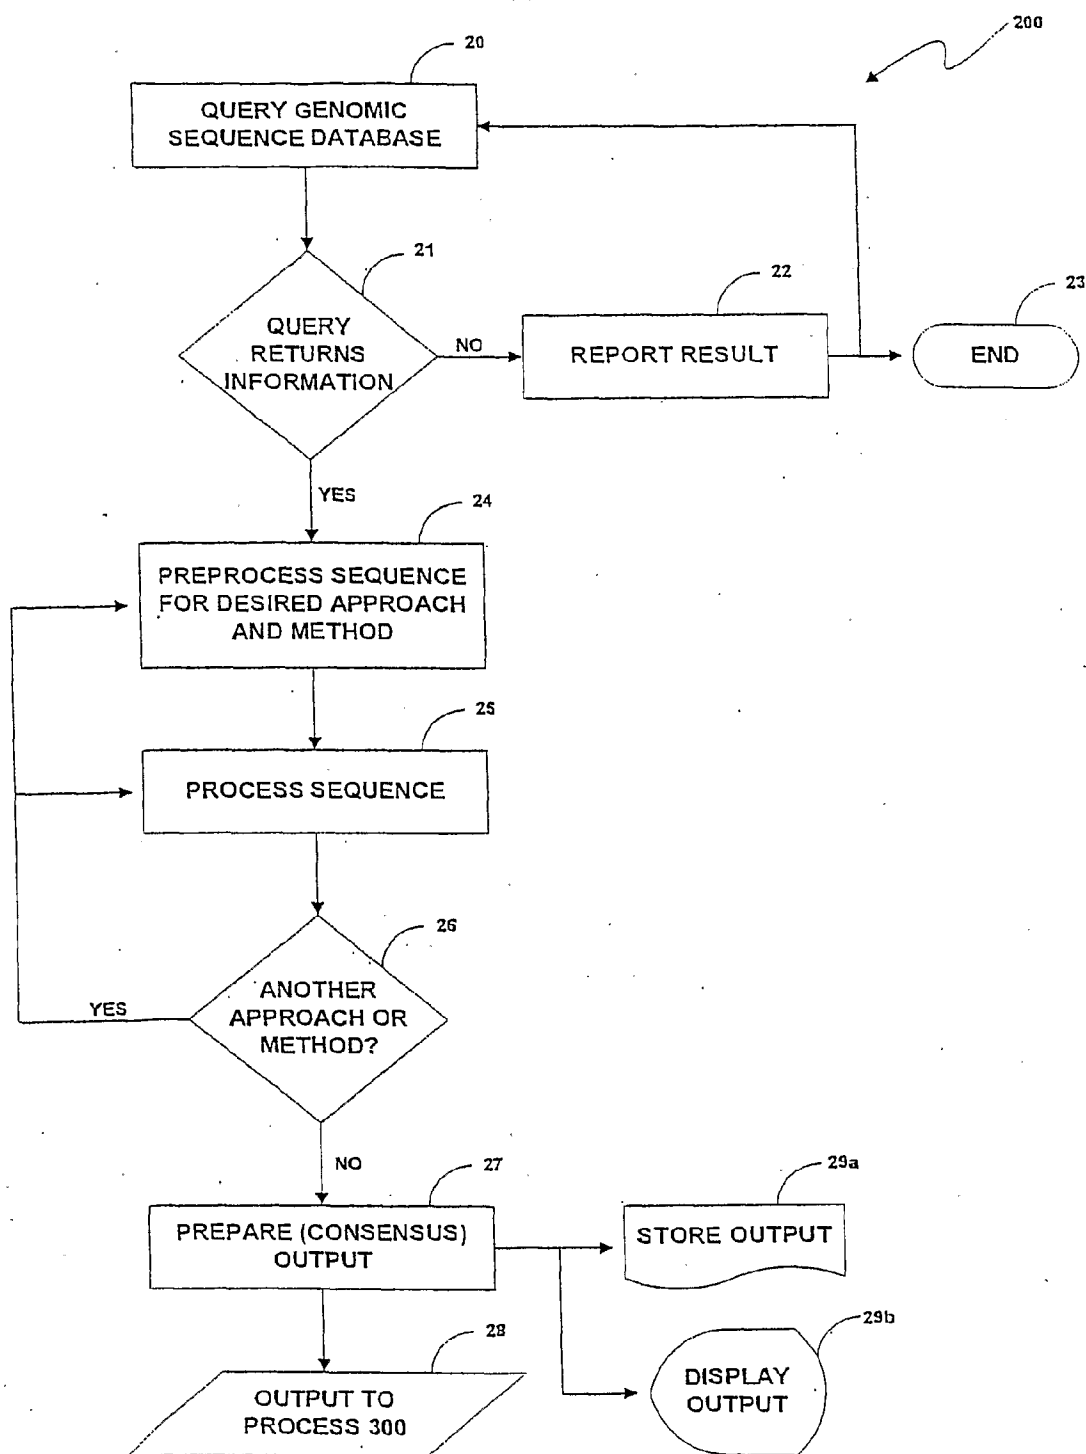 200
20
QUERY GENOMIC
SEQUENCE DATABASE
21
QUERY
RETURNS
INFORMATION
NO
22
REPORT RESULT
23
END
YES
24
PREPROCESS SEQUENCE
FOR DESIRED APPROACH
AND METHOD
25
PROCESS SEQUENCE
26
ANOTHER
APPROACH OR
METHOD?
YES
NO
27
PREPARE (CONSENSUS)
OUTPUT
29a
STORE OUTPUT
28
OUTPUT TO
PROCESS 300
29b
DISPLAY
OUTPUT